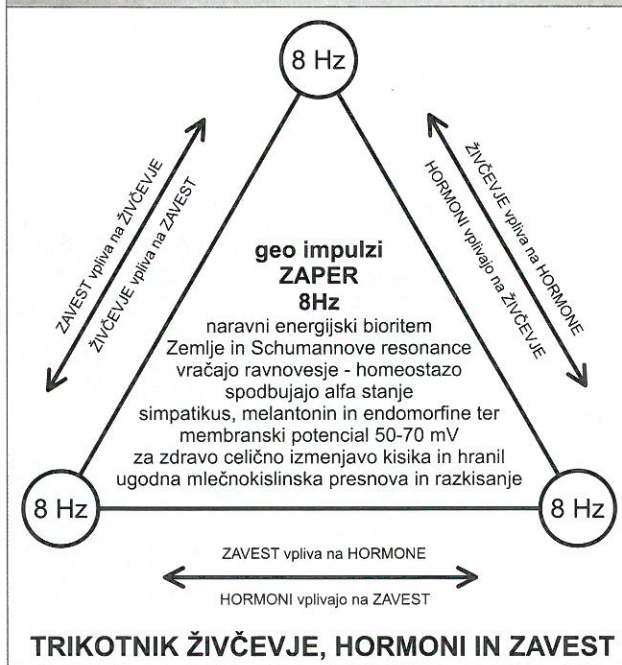 8 Hz
ZAVEST vpliva na ŽIVČEVJE
ŽIVČEVJE vpliva na ZAVEST
ŽIVČEVJE vpliva na HORMONE
HORMONI vplivajo na ŽIVČEVJE
geo impulzi
ZAPER
8Hz
naravni energijski bioritem
Zemlje in Schumannove resonance
vračajo ravnovesje - homeostazo
spodbujajo alfa stanje
simpatikus, melantonin in endomorfine ter
membranski potencial 50-70 mV
za zdravo celično izmenjavo kisika in hranil
ugodna mlečnokislinska presnova in razkisanje
8 Hz
8 Hz
ZAVEST vpliva na HORMONE
HORMONI vplivajo na ZAVEST
TRIKOTNIK ŽIVČEVJE, HORMONI IN ZAVEST